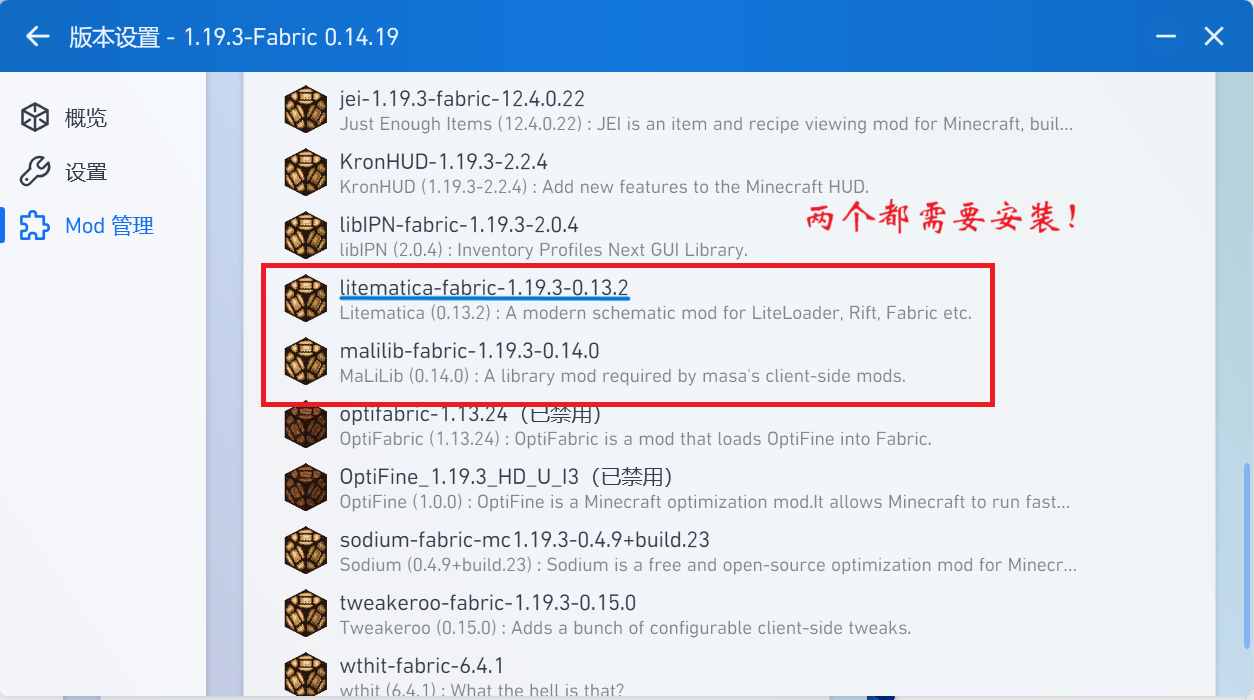 版本设置 - 1.19.3-Fabric 0.14.19
概览
设置
Mod 管理
jei-1.19.3-fabric-12.4.0.22
Just Enough Items (12.4.0.22) : JEI is an item and recipe viewing mod for Minecraft, buil...
KronHUD-1.19.3-2.2.4
KronHUD (1.19.3-2.2.4) : Add new features to the Minecraft HUD.
两个都需要安装！
libIPN-fabric-1.19.3-2.0.4
libIPN (2.0.4) : Inventory Profiles Next GUI Library.
litematica-fabric-1.19.3-0.13.2
Litematica (0.13.2) : A modern schematic mod for LiteLoader, Rift, Fabric etc.
malilib-fabric-1.19.3-0.14.0
MaLiLib (0.14.0) : A library mod required by masa's client-side mods.
optifabric-1.13.24（已禁用）
OptiFabric (1.13.24) : OptiFabric is a mod that loads OptiFine into Fabric.
OptiFine_1.19.3_HD_U_I3（已禁用）
OptiFine (1.0.0) : OptiFine is a Minecraft optimization mod.It allows Minecraft to run fast...
sodium-fabric-mc1.19.3-0.4.9+build.23
Sodium (0.4.9+build.23) : Sodium is a free and open-source optimization mod for Minecr...
tweakeroo-fabric-1.19.3-0.15.0
Tweakeroo (0.15.0) : Adds a bunch of configurable client-side tweaks.
wthit-fabric-6.4.1
wthit (6.4.1) : What the hell is that?